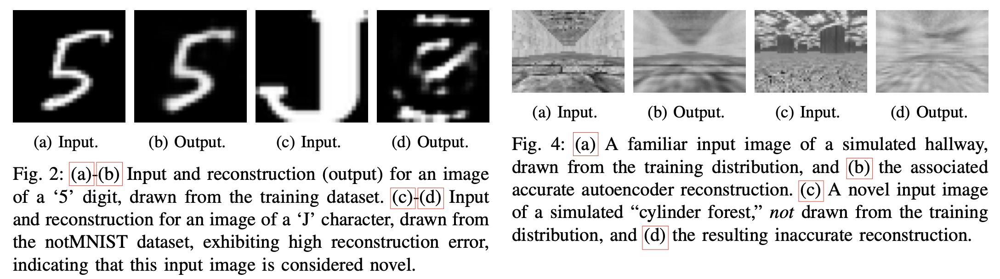 (a) Input.
(b) Output.
(c) Input.
(d) Output.
Fig. 2: (a)-(b) Input and reconstruction (output) for an image
of a ‘5’ digit, drawn from the training dataset. (c)-(d) Input
and reconstruction for an image of a ‘J’ character, drawn from
the notMNIST dataset, exhibiting high reconstruction error,
indicating that this input image is considered novel.
(a) Input.
(b) Output.
(c) Input.
(d) Output.
Fig. 4: (a) A familiar input image of a simulated hallway,
drawn from the training distribution, and (b) the associated
accurate autoencoder reconstruction. (c) A novel input image
of a simulated “cylinder forest,” not drawn from the training
distribution, and (d) the resulting inaccurate reconstruction.